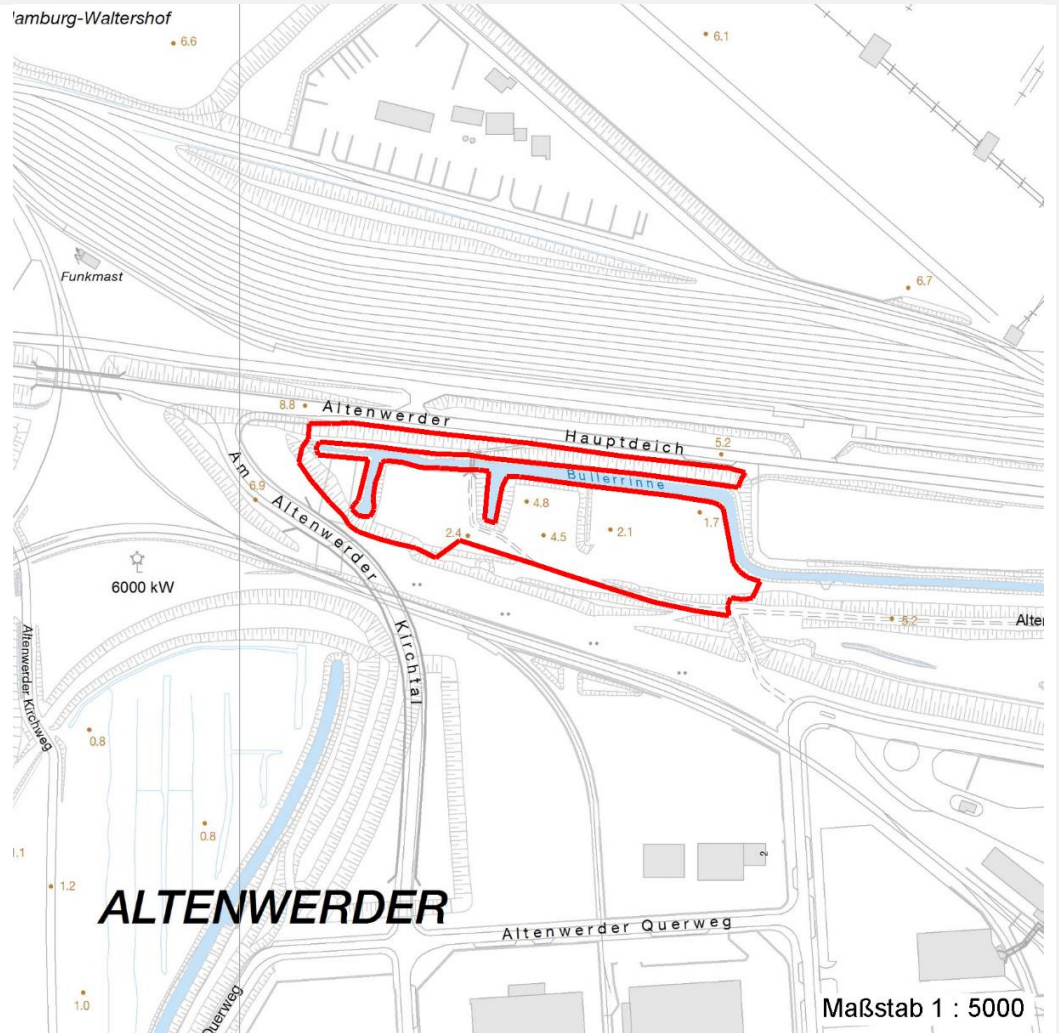 amburg-Waltershof
6.6
6.1
Funkmast
6.7
8.8
Altenwerder Hauptdeich
5.2
Bullerrinne
Am Altenwerder Kirchtal
6.9
4.8
1.7
2.4
4.5
2.1
6000 kW
5.2
Alter
Altenwerder Kirchweg
0.8
0.8
.1
1.2
2
ALTENWERDER
Altenwerder Querweg
1.0
Querweg
Maßstab 1 : 5000